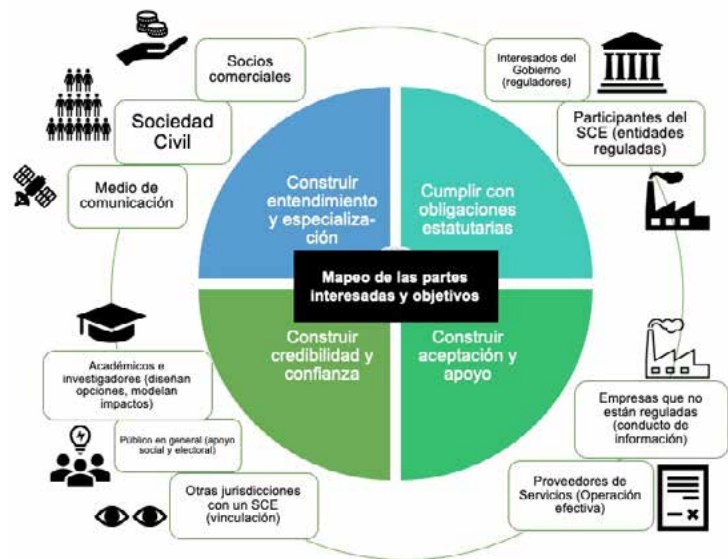 Socios
comerciales
Sociedad
Civil
Medio de
comunicación
Interesados del
Gobierno
(reguladores)
Participantes del
SCE (entidades
reguladas)
Construir
entendimiento
y especializa-
ción
Cumplir con
obligaciones
estatutarias
Mapeo de las partes
interesadas y objetivos
Construir
credibilidad y
confianza
Construir
aceptación y
apoyo
Académicos e
investigadores (diseñan
opciones, modelan
impactos)
Público en general (apoyo
social y electoral)
Otras jurisdicciones
con un SCE
(vinculación)
Empresas que no
están reguladas
(conducto de
información)
Proveedores de
Servicios (Operación
efectiva)